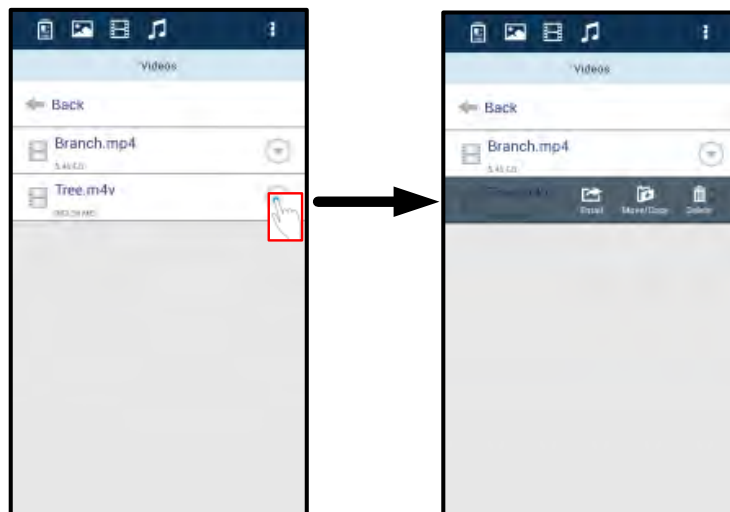 Videos
Back
Branch.mp4
Tree.m4v
Videos
Back
Branch.mp4
Email
Move/Copy
Delete